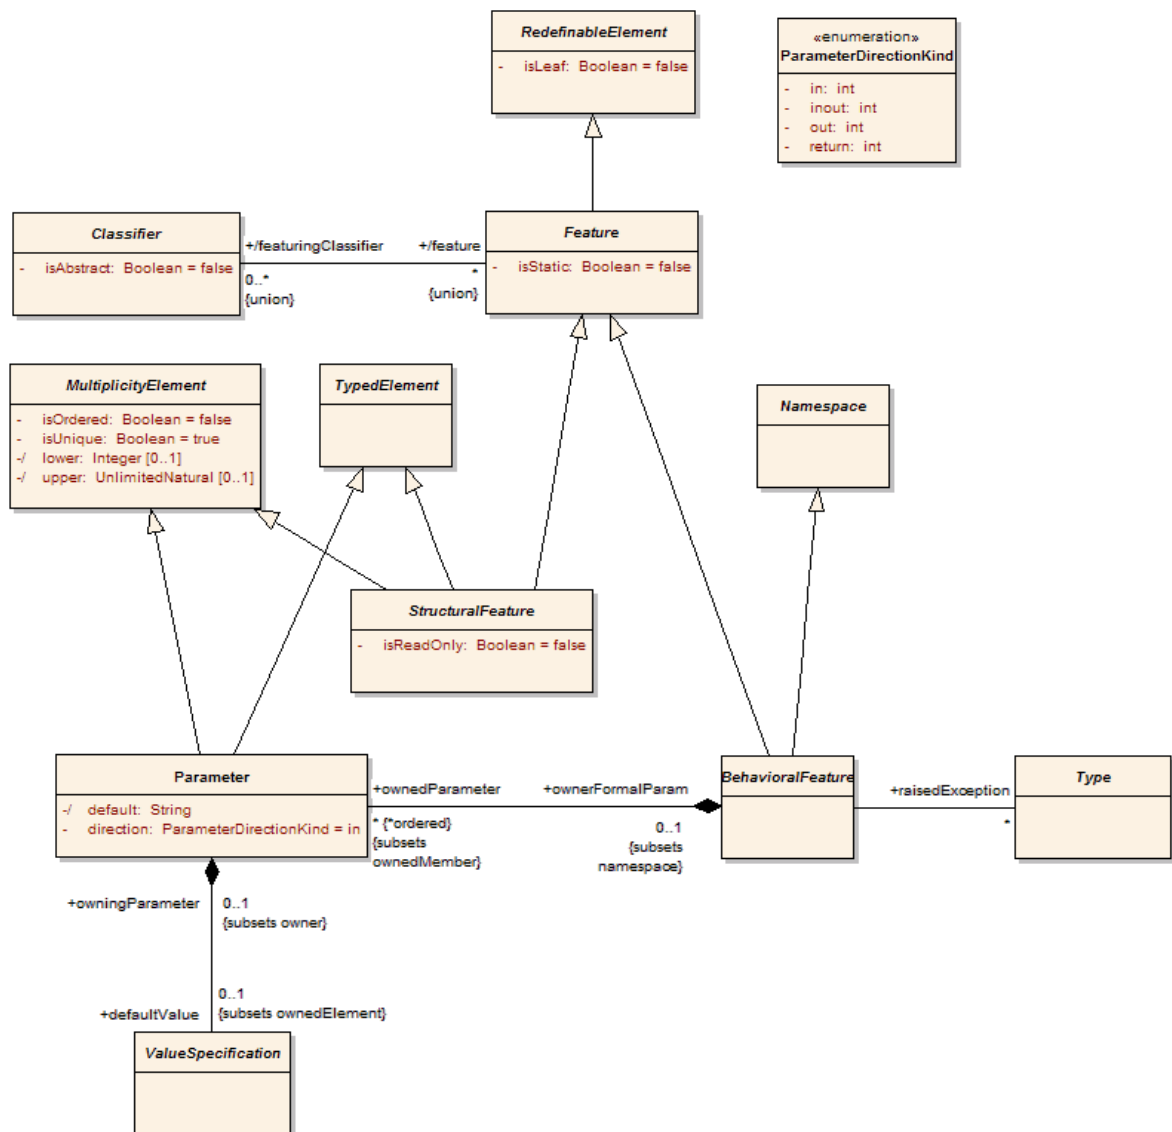 RedefinableElement
- isLeaf: Boolean = false
«enumeration»
ParameterDirectionKind
- in: int
- inout: int
- out: int
- return: int
Classifier
- isAbstract: Boolean = false
+/featuringClassifier
0..*
{union}
+/feature
*
{union}
Feature
- isStatic: Boolean = false
MultiplicityElement
- isOrdered: Boolean = false
- isUnique: Boolean = true
-/ lower: Integer [0..1]
-/ upper: UnlimitedNatural [0..1]
TypedElement
Namespace
StructuralFeature
- isReadOnly: Boolean = false
Parameter
-/ default: String
- direction: ParameterDirectionKind = in
+ownedParameter
* {*ordered}
{subsets
ownedMember}
+ownerFormalParam
0..1
{subsets
namespace}
BehavioralFeature
+raisedException
*
Type
+owningParameter
0..1
{subsets owner}
0..1
+defaultValue
{subsets ownedElement}
ValueSpecification